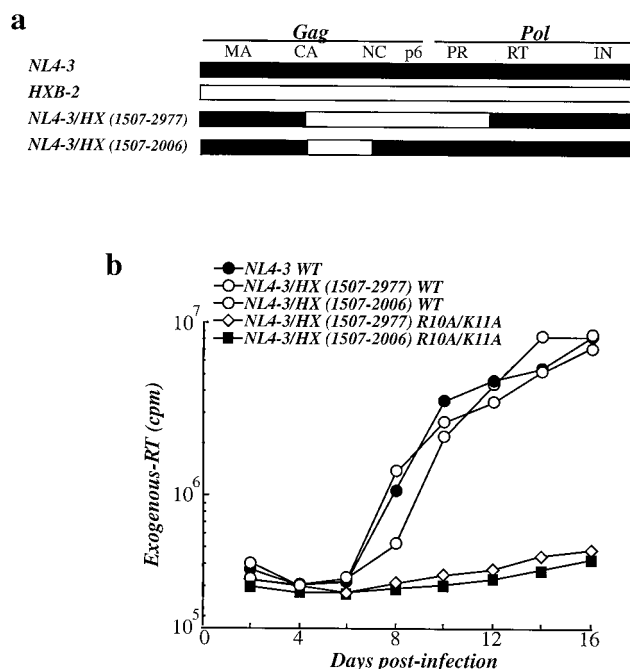 a
Gag Pol
MA CA NC p6 PR RT IN
NL4-3
HXB-2
NL4-3/HX (1507-2977)
NL4-3/HX (1507-2006)
b
NL4-3 WT
NL4-3/HX (1507-2977) WT
NL4-3/HX (1507-2006) WT
NL4-3/HX (1507-2977) R10A/K11A
NL4-3/HX (1507-2006) R10A/K11A
10^7
10^6
10^5
Exogenous-RT (cpm)
0 4 8 12 16
Days post-infection